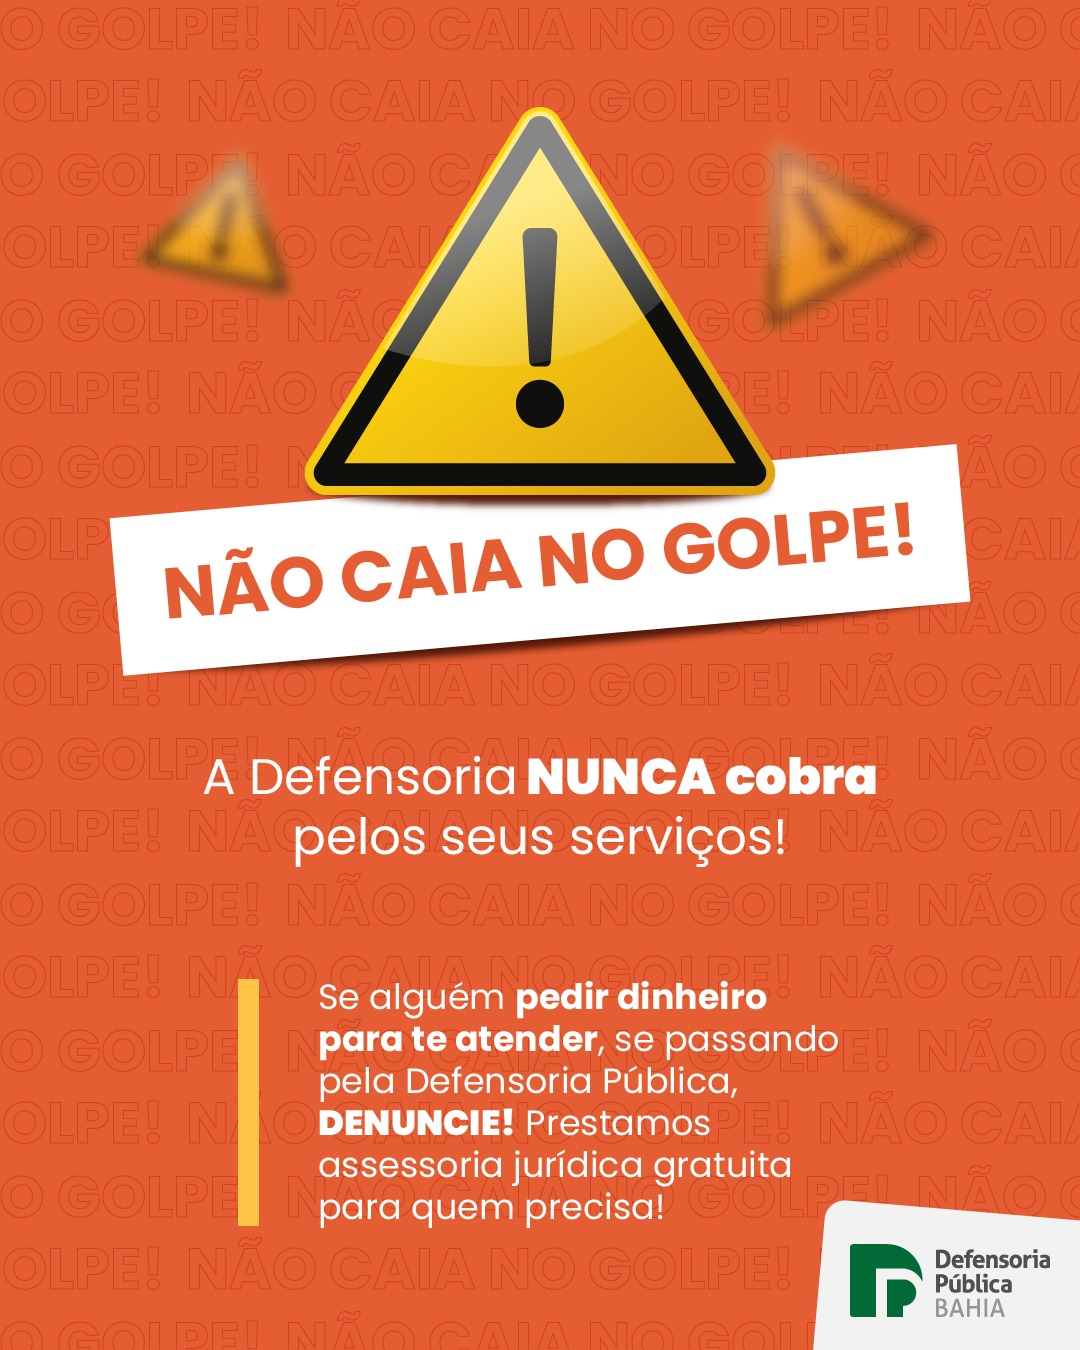 NÃO CAIA NO GOLPE!
A Defensoria NUNCA cobra
pelos seus serviços!
Se alguém pedir dinheiro
para te atender, se passando
pela Defensoria Pública,
DENUNCIE! Prestamos
assessoria jurídica gratuita
para quem precisa!
Defensoria
Pública
BAHIA